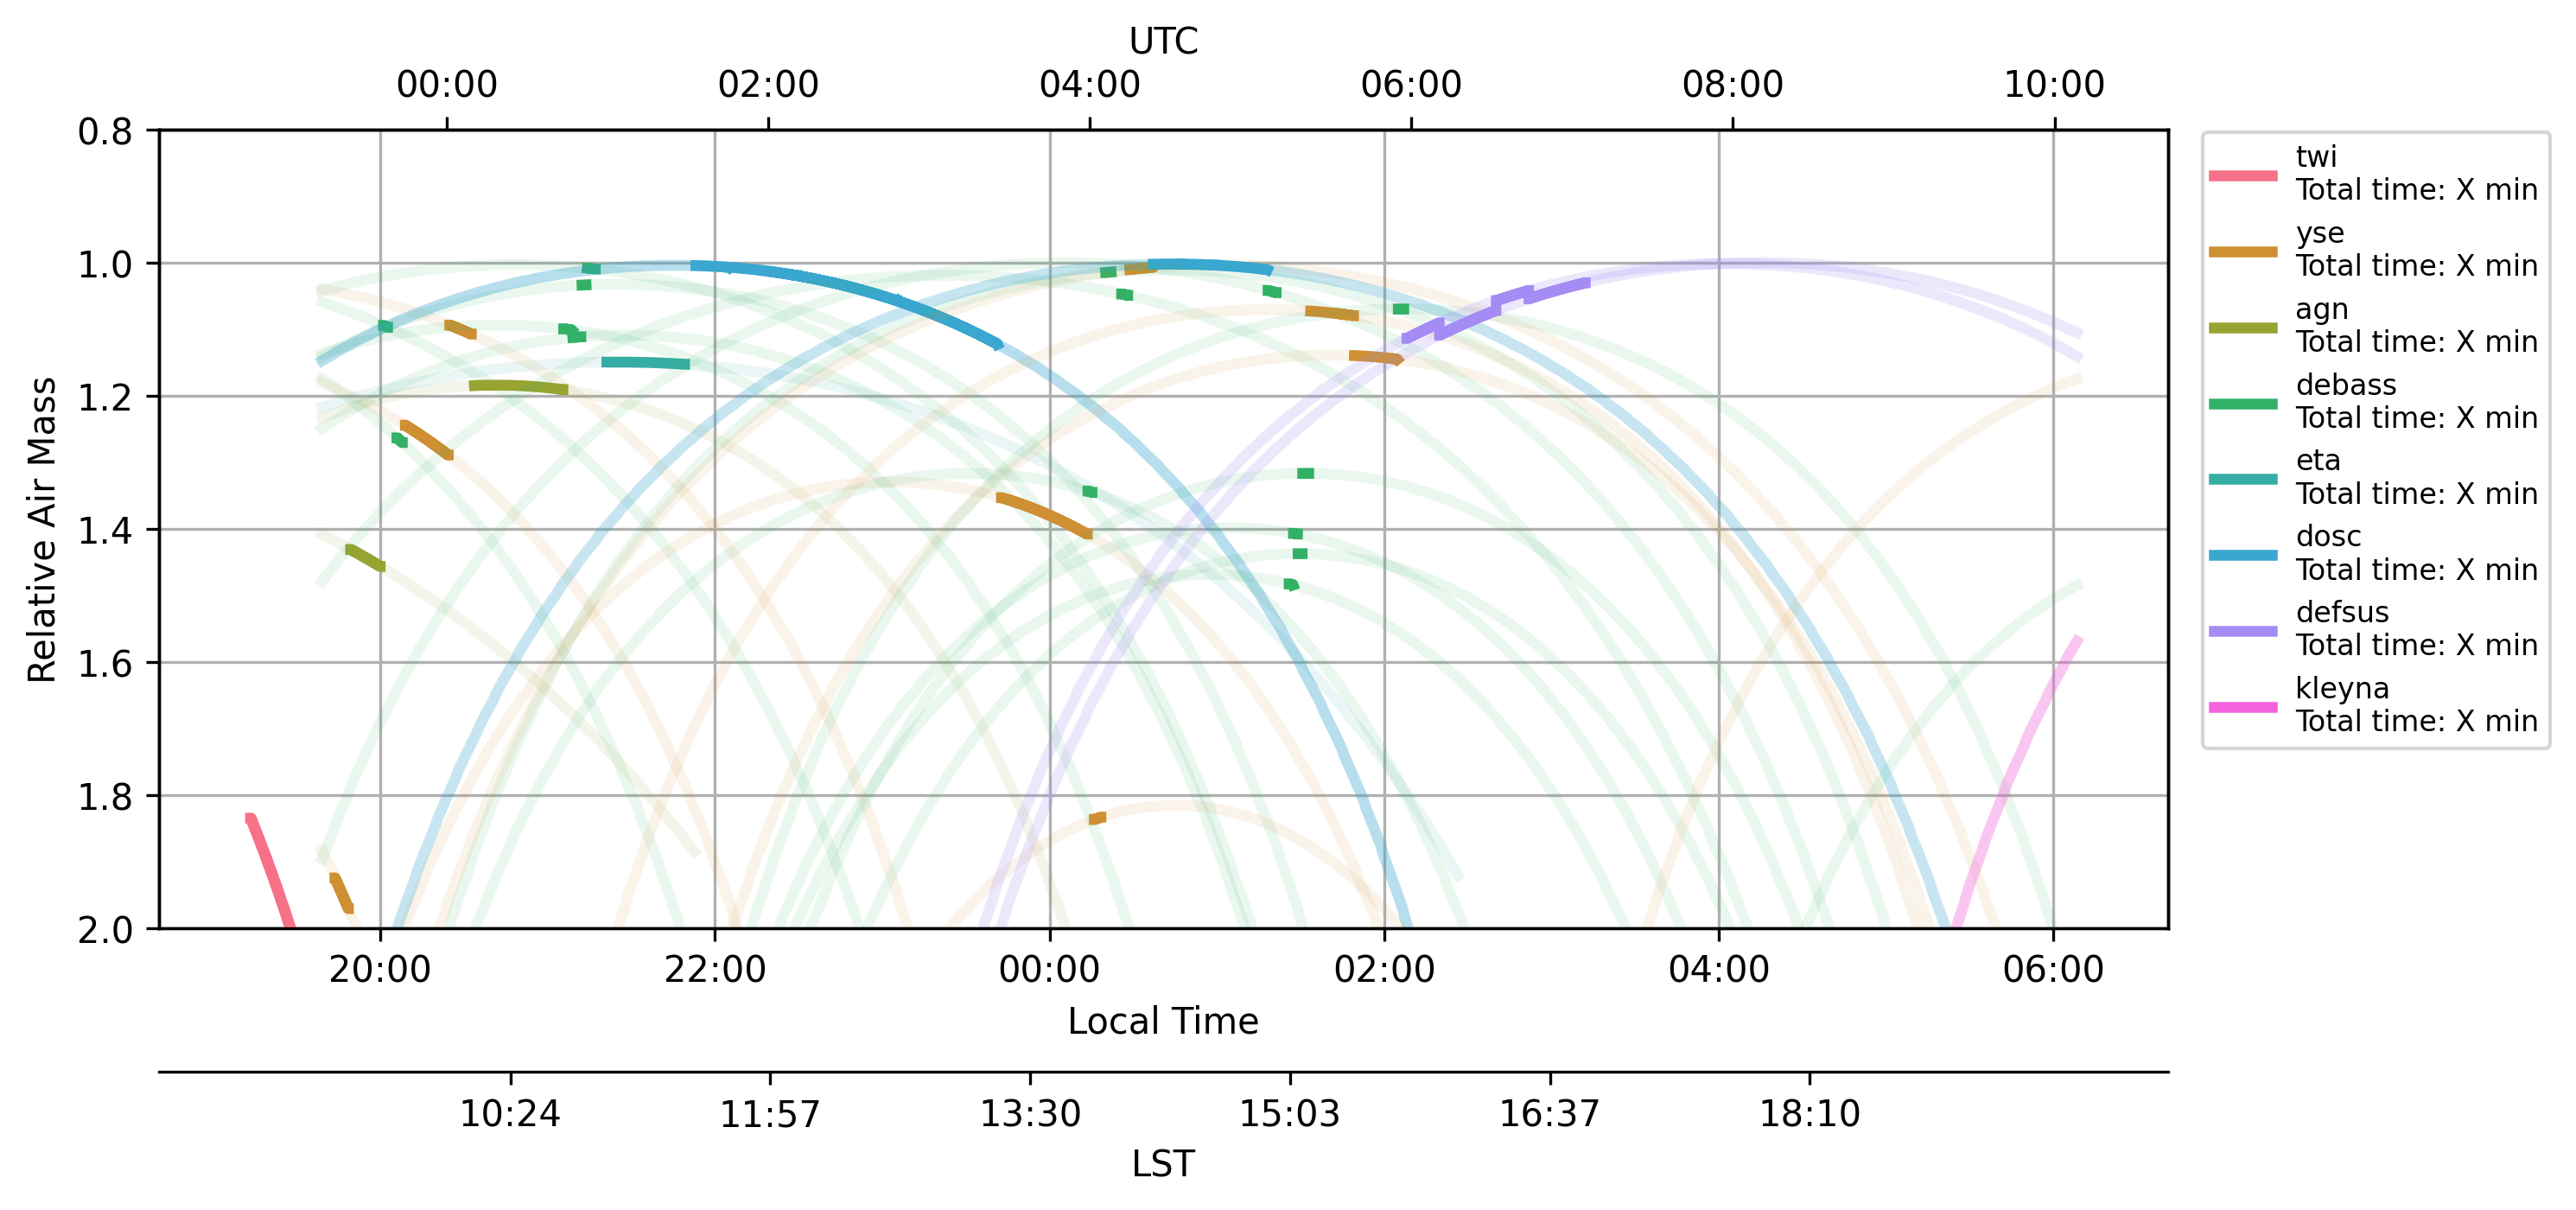 UTC
00:00 02:00 04:00 06:00 08:00 10:00
0.8
1.0
1.2
1.4
1.6
1.8
2.0
Relative Air Mass
20:00 22:00 00:00 02:00 04:00 06:00
Local Time
10:24 11:57 13:30 15:03 16:37 18:10
LST
twi
Total time: X min
yse
Total time: X min
agn
Total time: X min
debass
Total time: X min
eta
Total time: X min
dosc
Total time: X min
defsus
Total time: X min
kleyna
Total time: X min